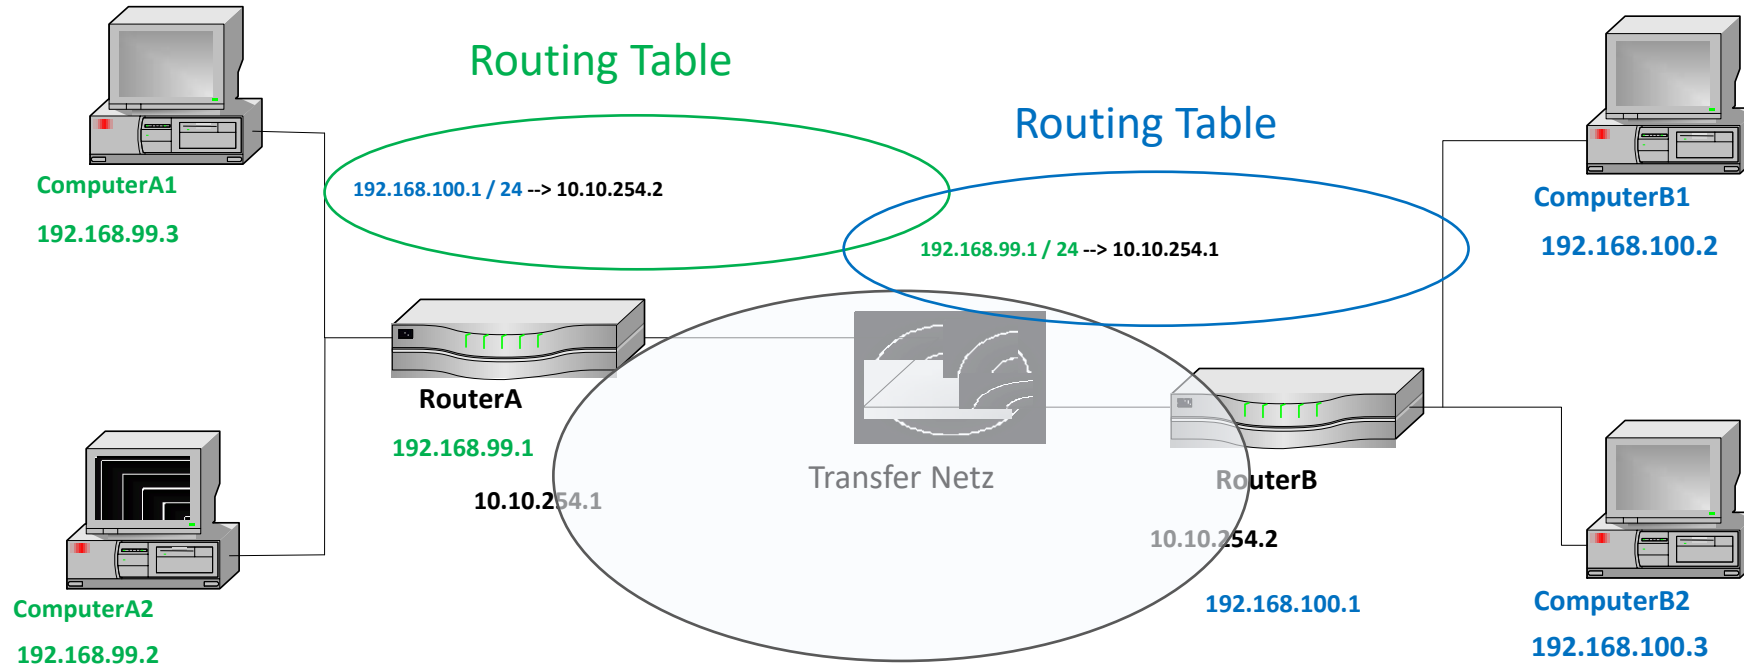 Routing Table
Routing Table
192.168.100.1 / 24 --> 10.10.254.2
192.168.99.1 / 24 --> 10.10.254.1
ComputerA1
192.168.99.3
ComputerB1
192.168.100.2
RouterA
192.168.99.1
10.10.254.1
Transfer Netz
RouterB
10.10.254.2
192.168.100.1
ComputerA2
192.168.99.2
ComputerB2
192.168.100.3